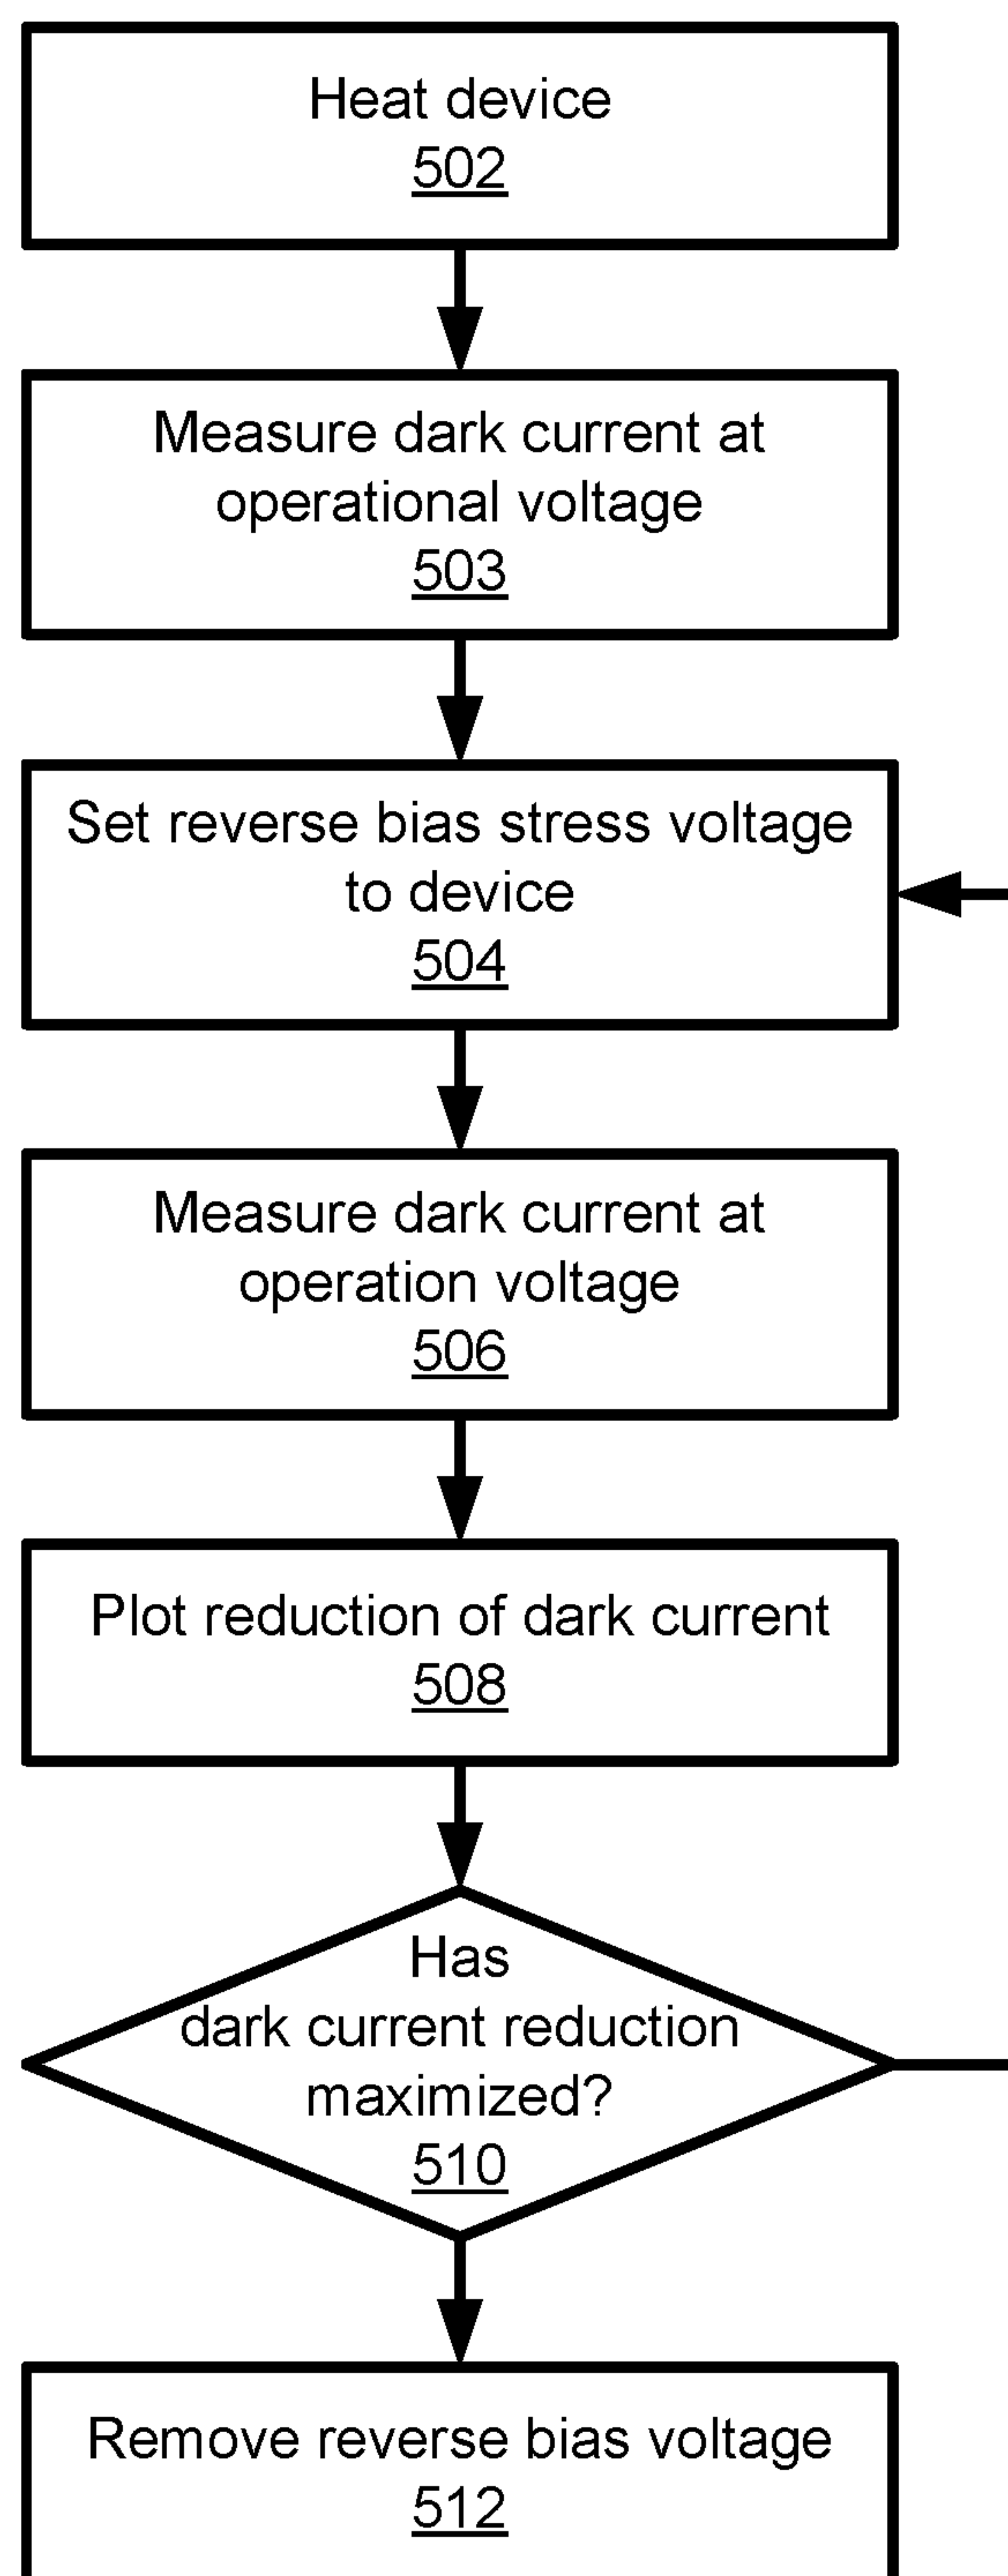 Heat device
502
Measure dark current at
operational voltage
503
Set reverse bias stress voltage
to device
504
Measure dark current at
operation voltage
506
Plot reduction of dark current
508
Has
dark current reduction
maximized?
510
Remove reverse bias voltage
512